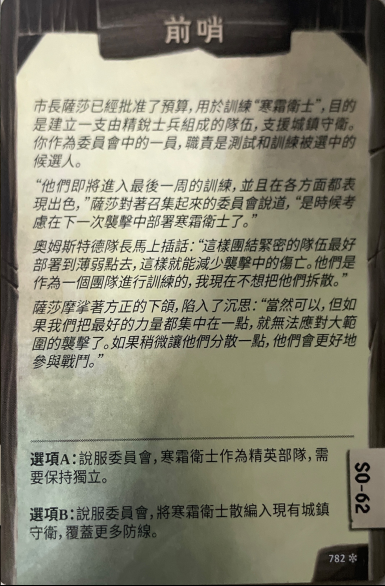 前哨
市長薩莎已經批准了預算，用於訓練“寒霜衛士”，目的
是建立一支由精銳士兵組成的隊伍，支援城鎮守衛。
你作為委員會中的一員，職責是測試和訓練被選中的
候選人。
“他們即將進入最後一周的訓練，並且在各方面都表
現出色，”薩莎對著召集起來的委員會說道，“是時候考
慮在下一次襲擊中部署寒霜衛士了。”
奧姆斯特德隊長馬上插話：“這樣團結緊密的隊伍最好
部署到薄弱點去，這樣就能減少襲擊中的傷亡。他們是
作為一個團隊進行訓練的，我現在不想把他們拆散。”
薩莎摩挲著方正的下頜，陷入了沉思：“當然可以，但如
果我們把最好的力量都集中在一點，就無法應對大範
圍的襲擊了。如果稍微讓他們分散一點，他們會更好地
參與戰鬥。”
選項A：說服委員會，寒霜衛士作為精英部隊，需
要保持獨立。
選項B：說服委員會，將寒霜衛士散編入現有城鎮
守衛，覆蓋更多防線。
SO-62
782